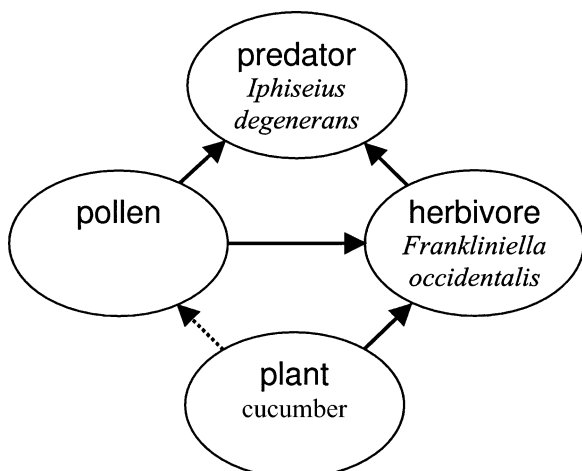 predator
Iphiseius
degenerans
pollen
herbivore
Frankliniella
occidentalis
plant
cucumber